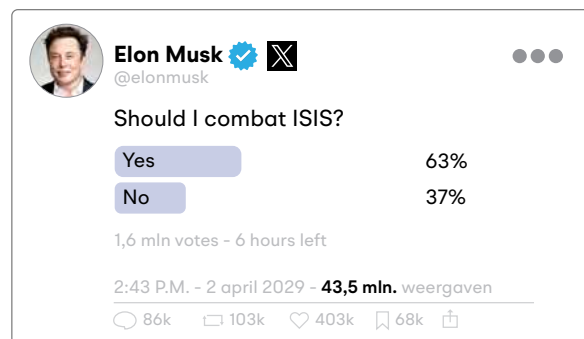 Elon Musk
@elonmusk
Should I combat ISIS?
Yes 63%
No 37%
1,6 mln votes - 6 hours left
2:43 P.M. - 2 april 2029 - 43,5 mln. weergaven
86k 103k 403k 68k